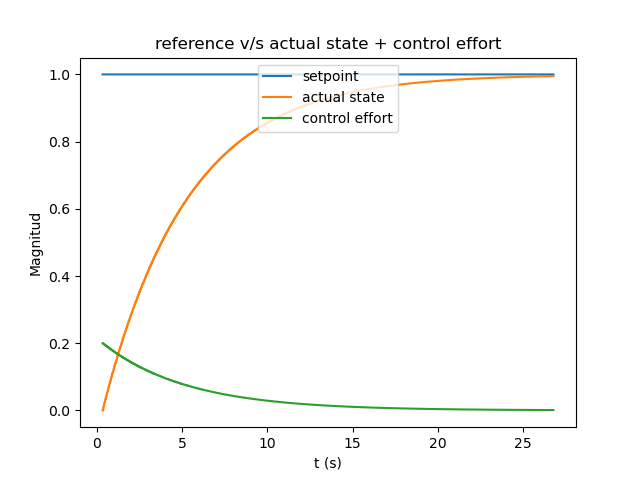 reference v/s actual state + control effort
setpoint
actual state
control effort
Magnitud
1.0
0.8
0.6
0.4
0.2
0.0
0 5 10 15 20 25
t (s)